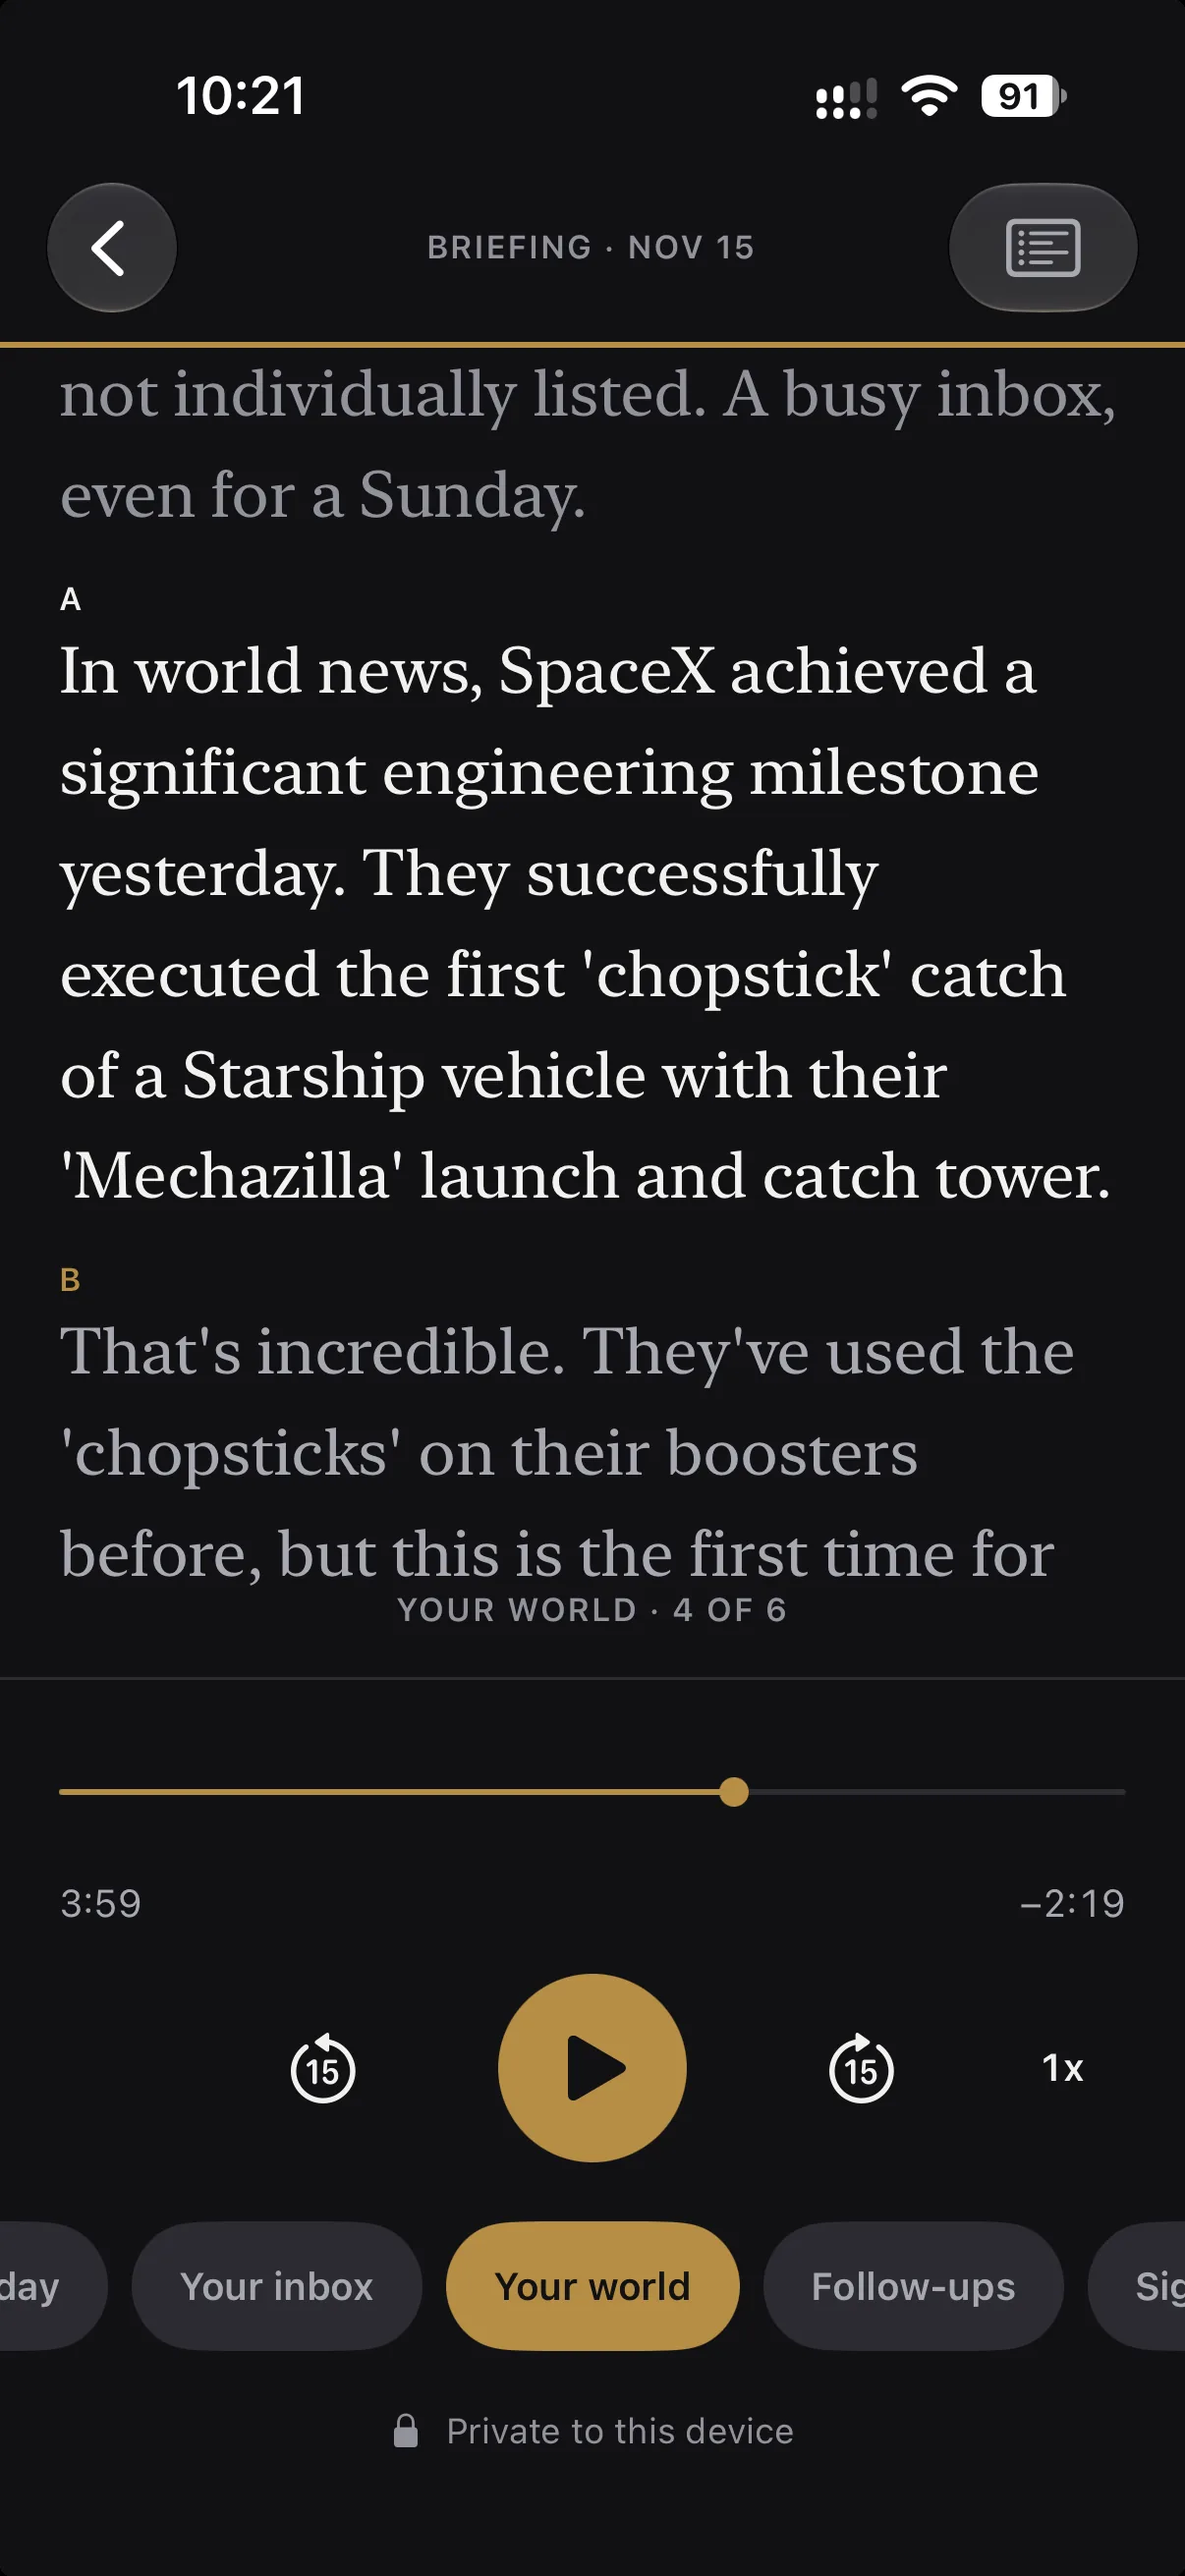 10:21
91
BRIEFING · NOV 15
not individually listed. A busy inbox,
even for a Sunday.
A
In world news, SpaceX achieved a
significant engineering milestone
yesterday. They successfully
executed the first 'chopstick' catch
of a Starship vehicle with their
'Mechazilla' launch and catch tower.
B
That's incredible. They've used the
'chopsticks' on their boosters
before, but this is the first time for
YOUR WORLD · 4 OF 6
3:59
–2:19
15
15
1x
day
Your inbox
Your world
Follow-ups
Sig
Private to this device